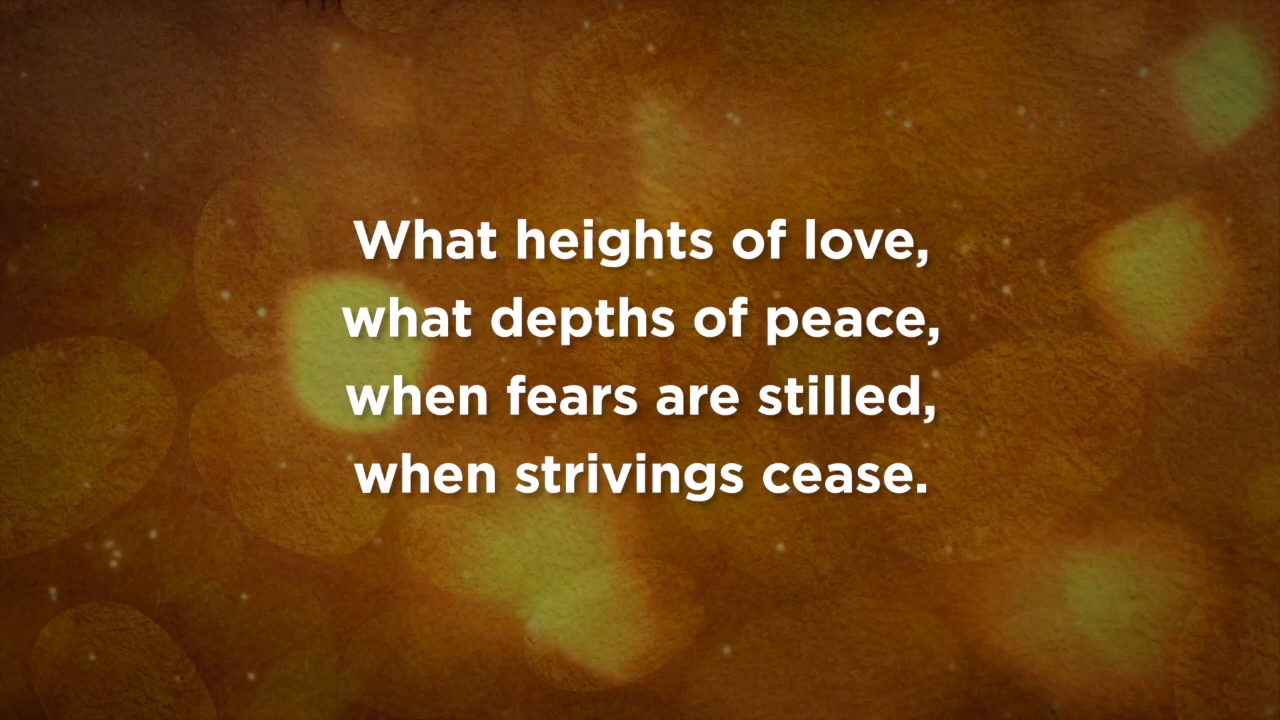 What heights of love,
what depths of peace,
when fears are stilled,
when strivings cease.